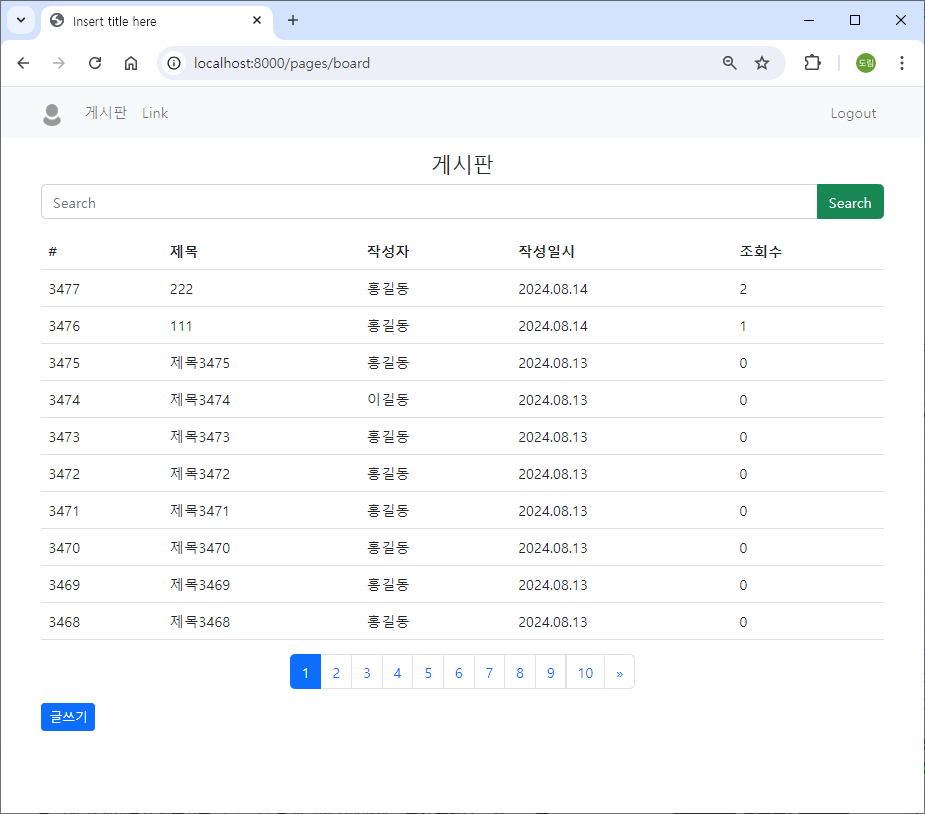 Insert title here
localhost:8000/pages/board
도림
게시판 Link Logout
게시판
Search Search
# 제목 작성자 작성일시 조회수
3477 222 홍길동 2024.08.14 2
3476 111 홍길동 2024.08.14 1
3475 제목3475 홍길동 2024.08.13 0
3474 제목3474 이길동 2024.08.13 0
3473 제목3473 홍길동 2024.08.13 0
3472 제목3472 홍길동 2024.08.13 0
3471 제목3471 홍길동 2024.08.13 0
3470 제목3470 홍길동 2024.08.13 0
3469 제목3469 홍길동 2024.08.13 0
3468 제목3468 홍길동 2024.08.13 0
1 2 3 4 5 6 7 8 9 10 »
글쓰기